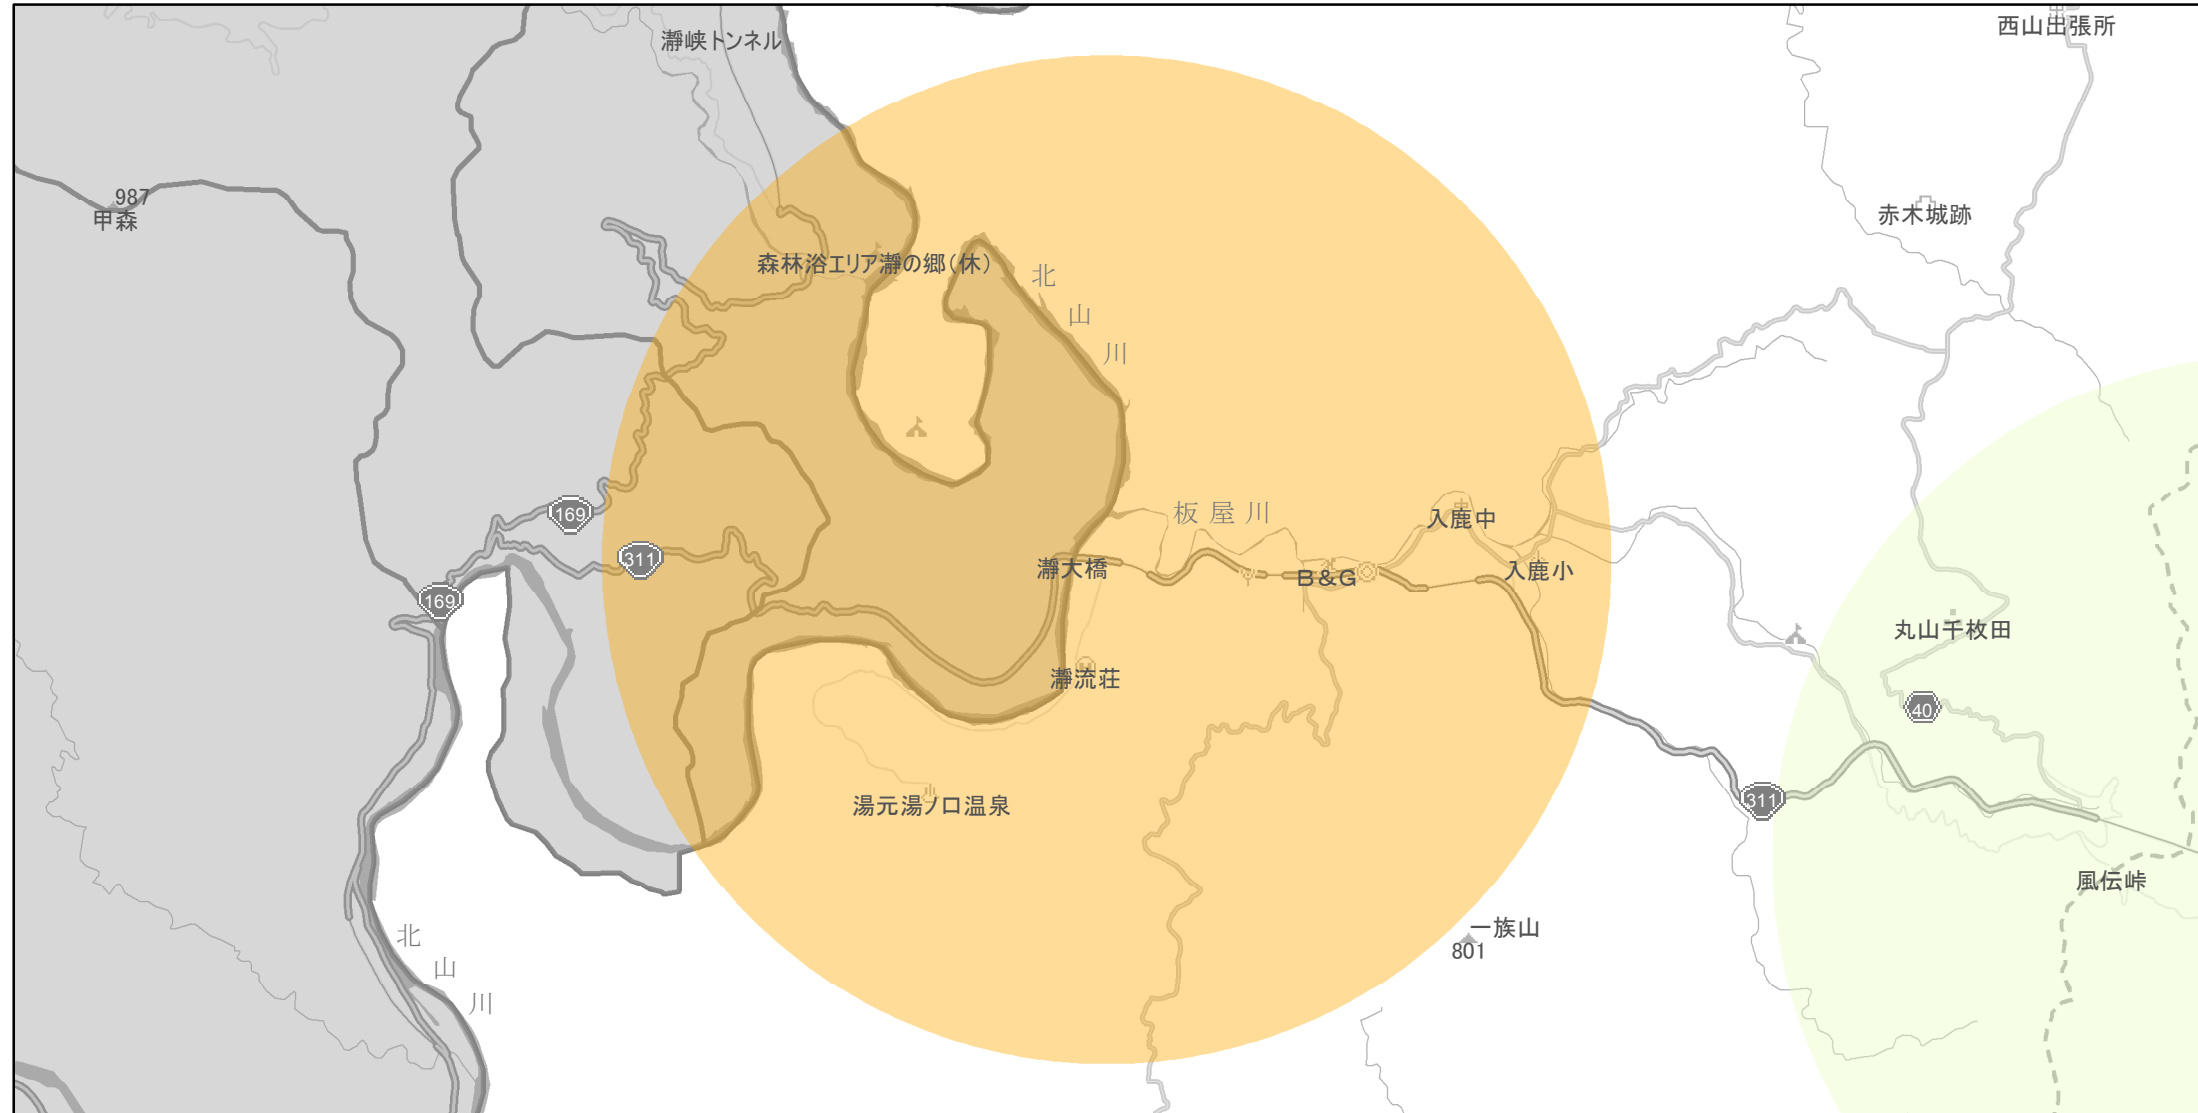 西山出張所
瀞峡トンネル
987
甲森
赤木城跡
森林浴エリア瀞の郷(休)
北山川
169
板屋川
入鹿中
311
瀞大橋
B&G
入鹿小
169
丸山千枚田
瀞流荘
40
湯元湯ノ口温泉
311
風伝峠
一族山
801
北山川